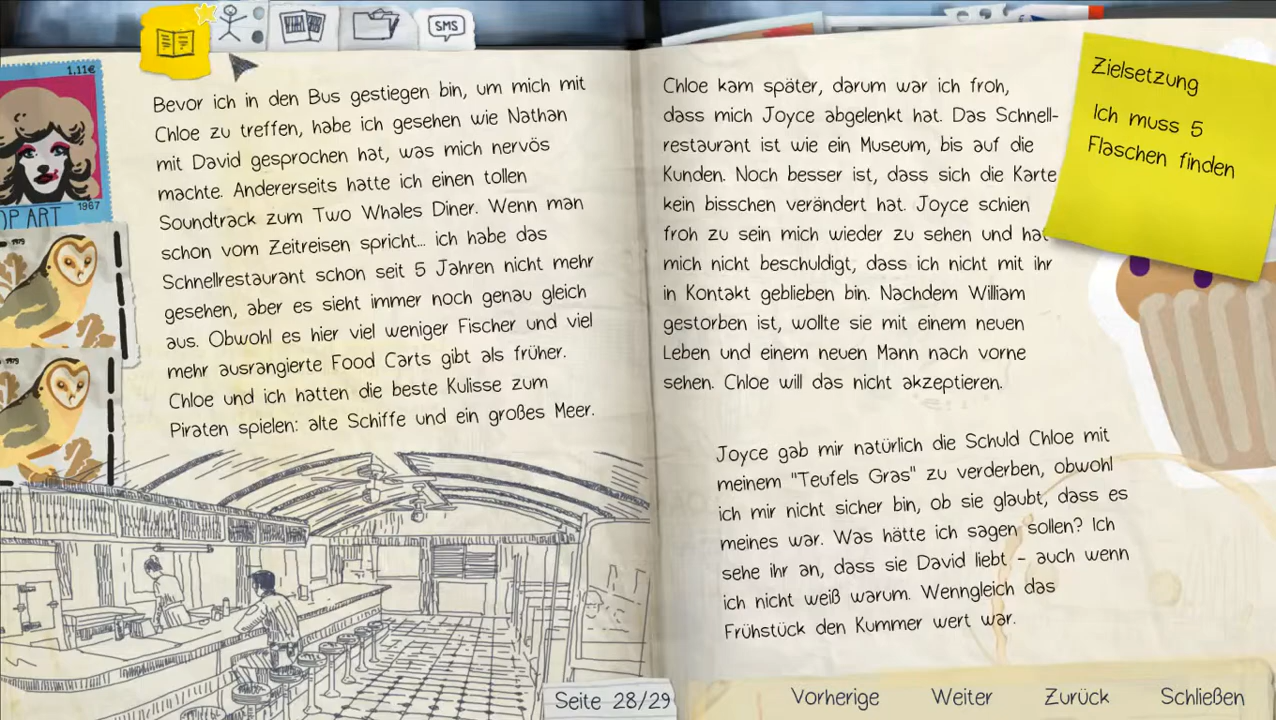 SMS
1,11€
OP ART
1967
1979
1979
Bevor ich in den Bus gestiegen bin, um mich mit
Chloe zu treffen, habe ich gesehen wie Nathan
mit David gesprochen hat, was mich nervös
machte. Andererseits hatte ich einen tollen
Soundtrack zum Two Whales Diner. Wenn man
schon vom Zeitreisen spricht... ich habe das
Schnellrestaurant schon seit 5 Jahren nicht mehr
gesehen, aber es sieht immer noch genau gleich
aus. Obwohl es hier viel weniger Fischer und viel
mehr ausrangierte Food Carts gibt als früher.
Chloe und ich hatten die beste Kulisse zum
Piraten spielen: alte Schiffe und ein großes Meer.
Chloe kam später, darum war ich froh,
dass mich Joyce abgelenkt hat. Das Schnell-
restaurant ist wie ein Museum, bis auf die
Kunden. Noch besser ist, dass sich die Karte
kein bisschen verändert hat. Joyce schien
froh zu sein mich wieder zu sehen und hat
mich nicht beschuldigt, dass ich nicht mit ihr
in Kontakt geblieben bin. Nachdem William
gestorben ist, wollte sie mit einem neuen
Leben und einem neuen Mann nach vorne
sehen. Chloe will das nicht akzeptieren.
Joyce gab mir natürlich die Schuld Chloe mit
meinem "Teufels Gras" zu verderben, obwohl
ich mir nicht sicher bin, ob sie glaubt, dass es
meines war. Was hätte ich sagen sollen? Ich
sehe ihr an, dass sie David liebt - auch wenn
ich nicht weiß warum. Wenngleich das
Frühstück den Kummer wert war.
Zielsetzung
Ich muss 5
Flaschen finden
Seite 28/29
Vorherige Weiter Zurück Schließen